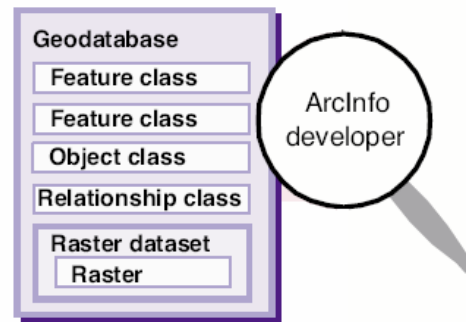 Geodatabase
Feature class
Feature class
Object class
Relationship class
Raster dataset
Raster
ArcInfo
developer